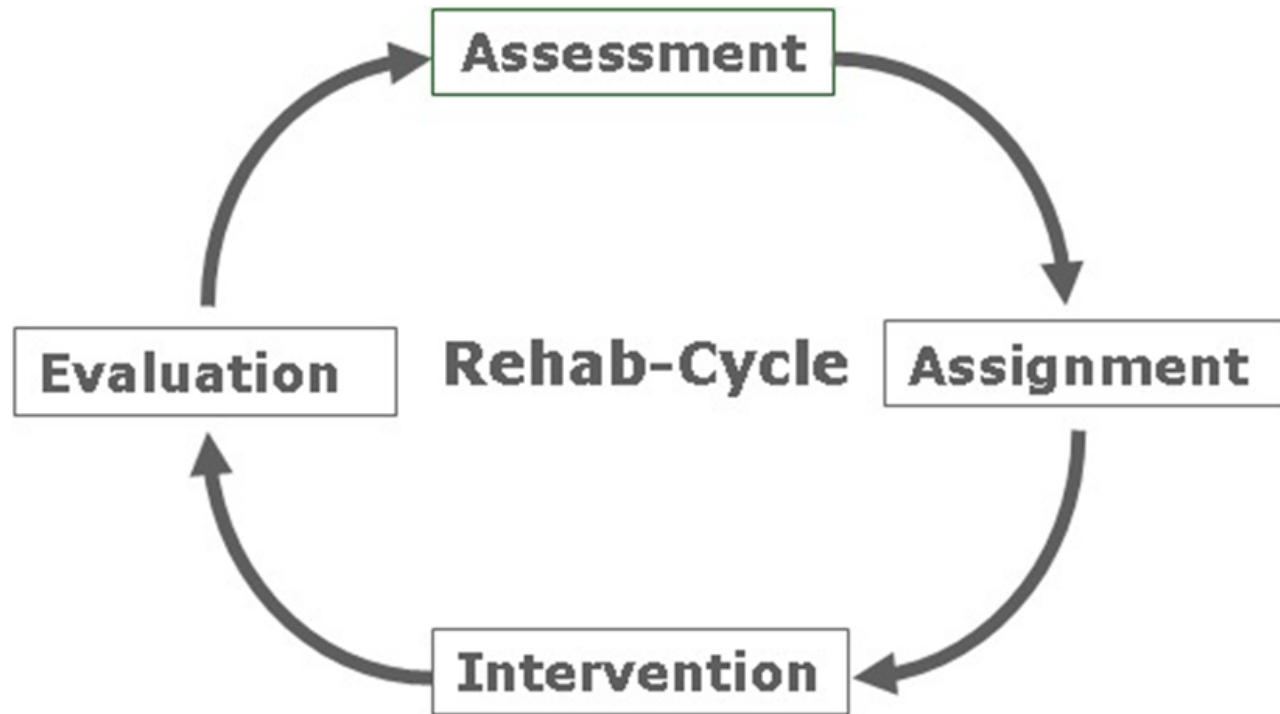 Assessment
Evaluation
Rehab-Cycle
Assignment
Intervention